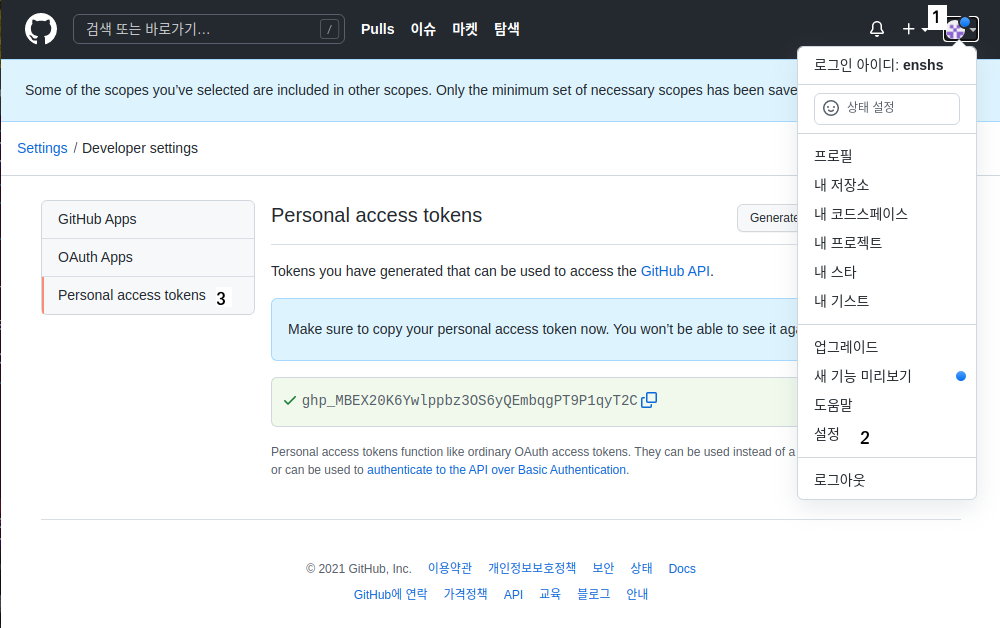 검색 또는 바로가기…
/
Pulls 이슈 마켓 탐색
1
로그인 아이디: enshs
상태 설정
프로필
내 저장소
내 코드스페이스
내 프로젝트
내 스타
내 기스트
업그레이드
새 기능 미리보기
도움말
설정 2
로그아웃
Some of the scopes you’ve selected are included in other scopes. Only the minimum set of necessary scopes has been save
Settings / Developer settings
GitHub Apps
OAuth Apps
Personal access tokens 3
Personal access tokens
Generate
Tokens you have generated that can be used to access the GitHub API.
Make sure to copy your personal access token now. You won’t be able to see it aga
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
Personal access tokens function like ordinary OAuth access tokens. They can be used instead of a
or can be used to authenticate to the API over Basic Authentication.
© 2021 GitHub, Inc. 이용약관 개인정보보호정책 보안 상태 Docs
GitHub에 연락 가격정책 API 교육 블로그 안내